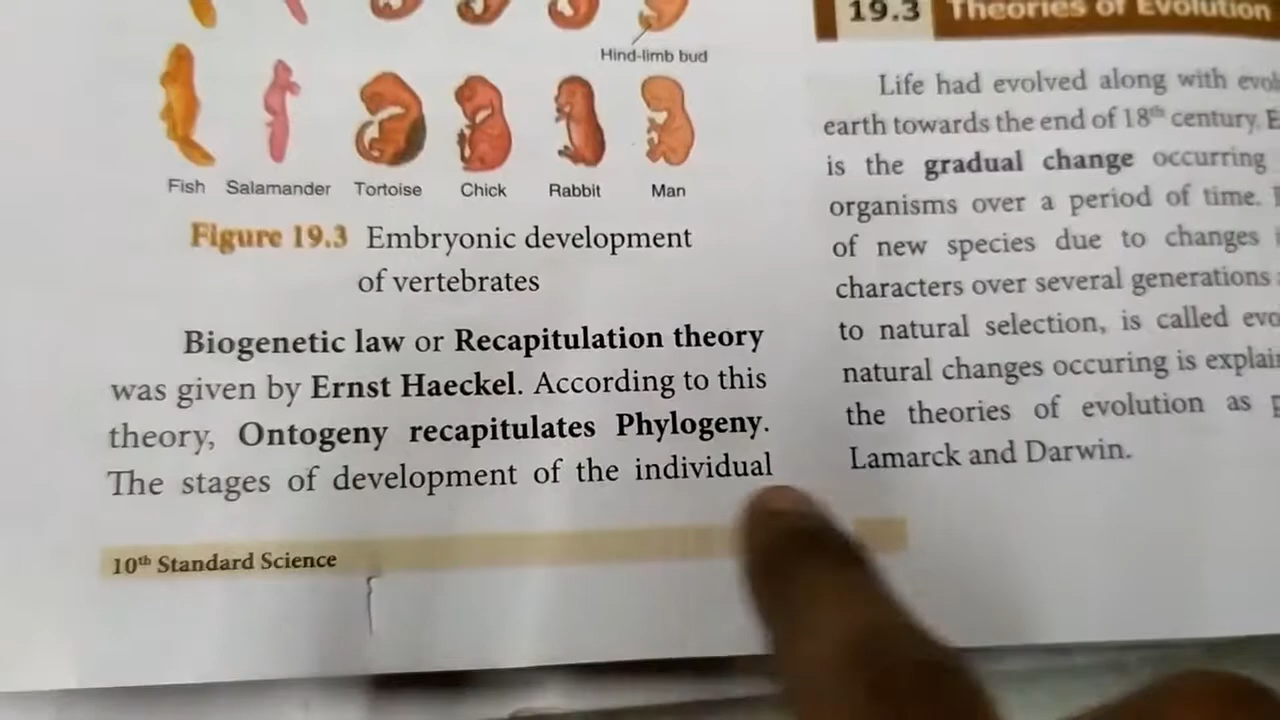 Hind-limb bud
Fish Salamander Tortoise Chick Rabbit Man
Figure 19.3 Embryonic development
of vertebrates
Biogenetic law or Recapitulation theory
was given by Ernst Haeckel. According to this
theory, Ontogeny recapitulates Phylogeny.
The stages of development of the individual
10th Standard Science
19.3 Theories of Evolution
Life had evolved along with
earth towards the end of 18th century.
is the gradual change occurring
organisms over a period of time.
of new species due to changes
characters over several generations
to natural selection, is called
natural changes occuring is
the theories of evolution as
Lamarck and Darwin.